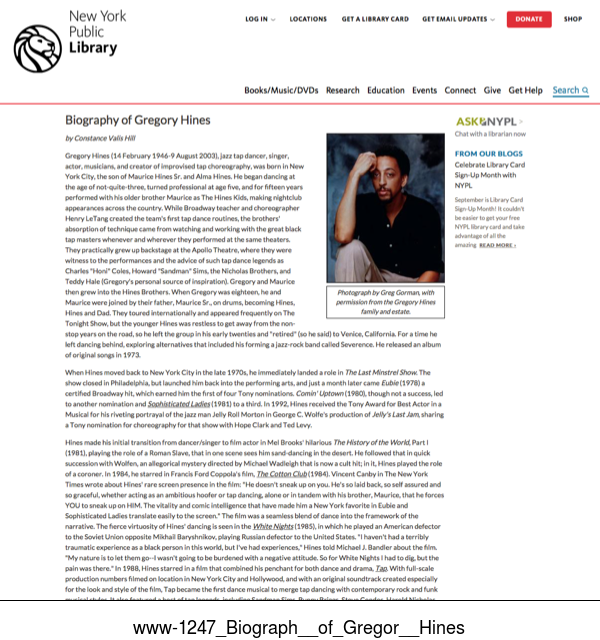 New York
Public
Library
LOG IN
LOCATIONS
GET A LIBRARY CARD
GET EMAIL UPDATES
DONATE
SHOP
Books/Music/DVDs Research Education Events Connect Give Get Help Search
Biography of Gregory Hines
by Constance Valis Hill
Gregory Hines (14 February 1946-9 August 2003), jazz tap dancer, singer,
actor, musicians, and creator of improvised tap choreography, was born in New
York City, the son of Maurice Hines Sr. and Alma Hines. He began dancing at
the age of not-quite-three, turned professional at age five, and for fifteen years
performed with his older brother Maurice as The Hines Kids, making nightclub
appearances across the country. While Broadway teacher and choreographer
Henry LeTang created the team's first tap dance routines, the brothers'
absorption of technique came from watching and working with the great black
tap masters whenever and wherever they performed at the same theaters.
They practically grew up backstage at the Apollo Theatre, where they were
witness to the performances and the advice of such tap dance legends as
Charles "Honi" Coles, Howard "Sandman" Sims, the Nicholas Brothers, and
Teddy Hale (Gregory's personal source of inspiration). Gregory and Maurice
then grew into the Hines Brothers. When Gregory was eighteen, he and
Maurice were joined by their father, Maurice Sr., on drums, becoming Hines,
Hines and Dad. They toured internationally and appeared frequently on The
Tonight Show, but the younger Hines was restless to get away from the non-
stop years on the road, so he left the group in his early twenties and "retired" (so he said) to Venice, California. For a time he
left dancing behind, exploring alternatives that included his forming a jazz-rock band called Severence. He released an album
of original songs in 1973.
Photograph by Greg Gorman, with
permission from the Gregory Hines
family and estate.
When Hines moved back to New York City in the late 1970s, he immediately landed a role in The Last Minstrel Show. The
show closed in Philadelphia, but launched him back into the performing arts, and just a month later came Eubie (1978) a
certified Broadway hit, which earned him the first of four Tony nominations. Comin' Uptown (1980), though not a success, led
to another nomination and Sophisticated Ladies (1981) to a third. In 1992, Hines received the Tony Award for Best Actor in a
Musical for his riveting portrayal of the jazz man Jelly Roll Morton in George C. Wolfe's production of Jelly's Last Jam, sharing
a Tony nomination for choreography for that show with Hope Clark and Ted Levy.
Hines made his initial transition from dancer/singer to film actor in Mel Brooks' hilarious The History of the World, Part I
(1981), playing the role of a Roman Slave, that in one scene sees him sand-dancing in the desert. He followed that in quick
succession with Wolfen, an allegorical mystery directed by Michael Wadleigh that is now a cult hit; in it, Hines played the role
of a coroner. In 1984, he starred in Francis Ford Coppola's film, The Cotton Club (1984). Vincent Canby in The New York
Times wrote about Hines' rare screen presence in the film: "He doesn't sneak up on you. He's so laid back, so self assured and
so graceful, whether acting as an ambitious hoofer or tap dancing, alone or in tandem with his brother, Maurice, that he forces
YOU to sneak up on HIM. The vitality and comic intelligence that have made him a New York favorite in Eubie and
Sophisticated Ladies translate easily to the screen." The film was a seamless blend of dance into the framework of the
narrative. The fierce virtuosity of Hines' dancing is seen in the White Nights (1985), in which he played an American defector
to the Soviet Union opposite Mikhail Baryshnikov, playing Russian defector to the United States. "I haven't had a terribly
traumatic experience as a black person in this world, but I've had experiences," Hines told Michael J. Bandler about the film.
"My nature is to let them go--I wasn't going to be burdened with a negative attitude. So for White Nights I had to dig, but the
pain was there." In 1988, Hines starred in a film that combined his penchant for both dance and drama, Tap. With full-scale
production numbers filmed on location in New York City and Hollywood, and with an original soundtrack created especially
for the look and style of the film, Tap became the first dance musical to merge tap dancing with contemporary rock and funk
ASK NYPL
Chat with a librarian now
FROM OUR BLOGS
Celebrate Library Card
Sign-Up Month with
NYPL
September is Library Card
Sign-Up Month! It couldn't
be easier to get your free
NYPL library card and take
advantage of all the
amazing READ MORE ›
www-1247_Biograph__of_Gregor__Hines